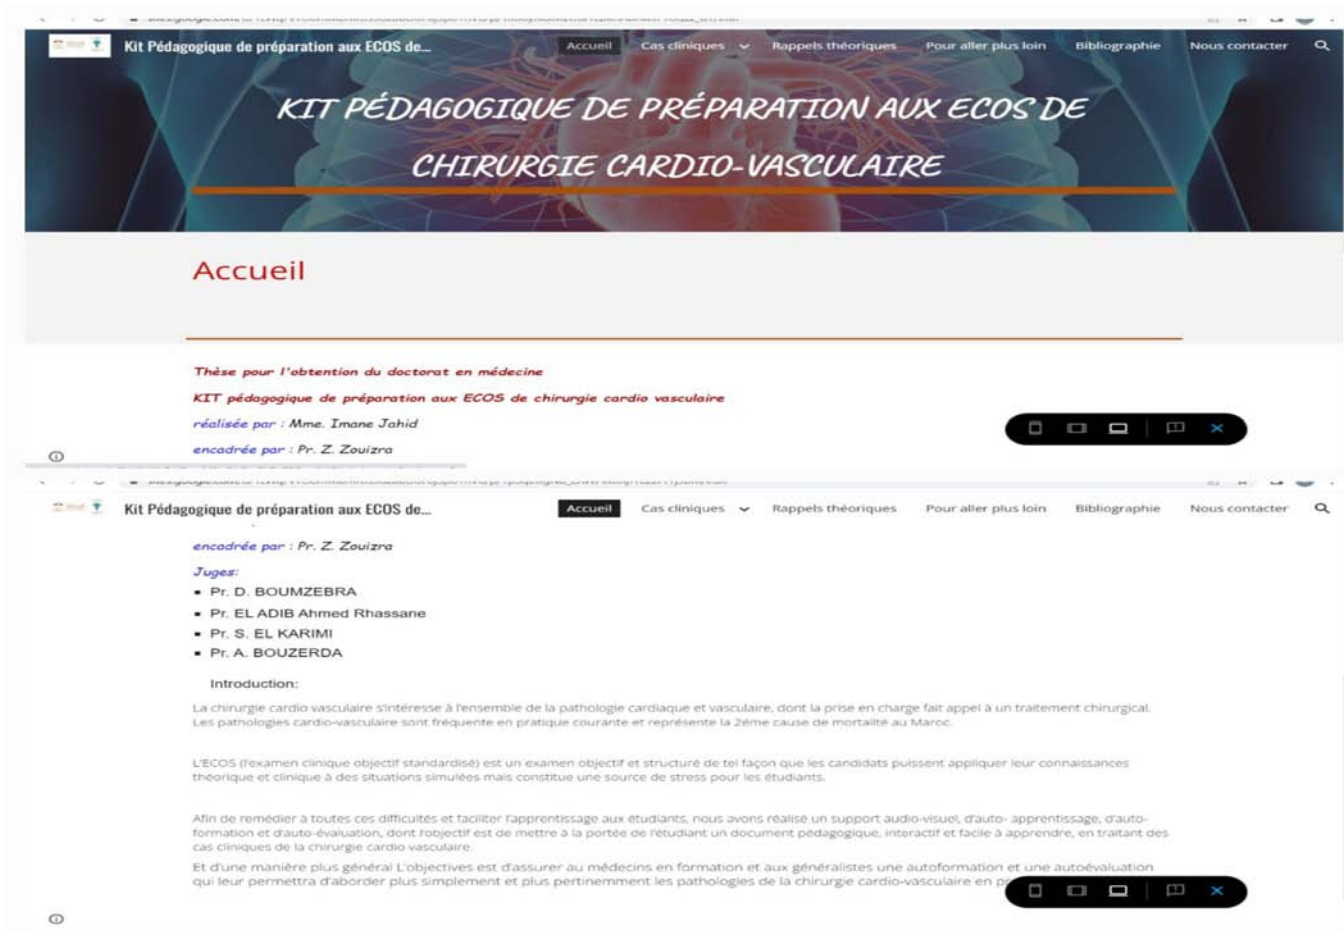 Kit Pédagogique de préparation aux ECOS de...
Accueil Cas cliniques Rappels théoriques Pour aller plus loin Bibliographie Nous contacter
KIT PÉDAGOGIQUE DE PRÉPARATION AUX ECOS DE
CHIRURGIE CARDIO-VASCULAIRE
Accueil
Thèse pour l'obtention du doctorat en médecine
KIT pédagogique de préparation aux ECOS de chirurgie cardio vasculaire
réalisée par : Mme. Imane Jahid
encadrée par : Pr. Z. Zouizra
Kit Pédagogique de préparation aux ECOS de...
Accueil Cas cliniques Rappels théoriques Pour aller plus loin Bibliographie Nous contacter
encadrée par : Pr. Z. Zouizra
Juges:
▪ Pr. D. BOUMZEBRA
▪ Pr. EL ADIB Ahmed Rhassane
▪ Pr. S. EL KARIMI
▪ Pr. A. BOUZERDA
Introduction:
La chirurgie cardio vasculaire s'intéresse à l'ensemble de la pathologie cardiaque et vasculaire, dont la prise en charge fait appel à un traitement chirurgical.
Les pathologies cardio-vasculaire sont fréquente en pratique courante et représente la 2éme cause de mortalité au Maroc.
L'ECOS (l'examen clinique objectif standardisé) est un examen objectif et structuré de tel façon que les candidats puissent appliquer leur connaissances
théorique et clinique à des situations simulées mais constitue une source de stress pour les étudiants.
Afin de remédier à toutes ces difficultés et faciliter l'apprentissage aux étudiants, nous avons réalisé un support audio-visuel, d'auto- apprentissage, d'auto-
formation et d'auto-évaluation, dont l'objectif est de mettre à la portée de l'étudiant un document pédagogique, interactif et facile à apprendre, en traitant des
cas cliniques de la chirurgie cardio vasculaire.
Et d'une manière plus général L'objectives est d'assurer au médecins en formation et aux généralistes une autoformation et une autoévaluation
qui leur permettra d'aborder plus simplement et plus pertinemment les pathologies de la chirurgie cardio-vasculaire en